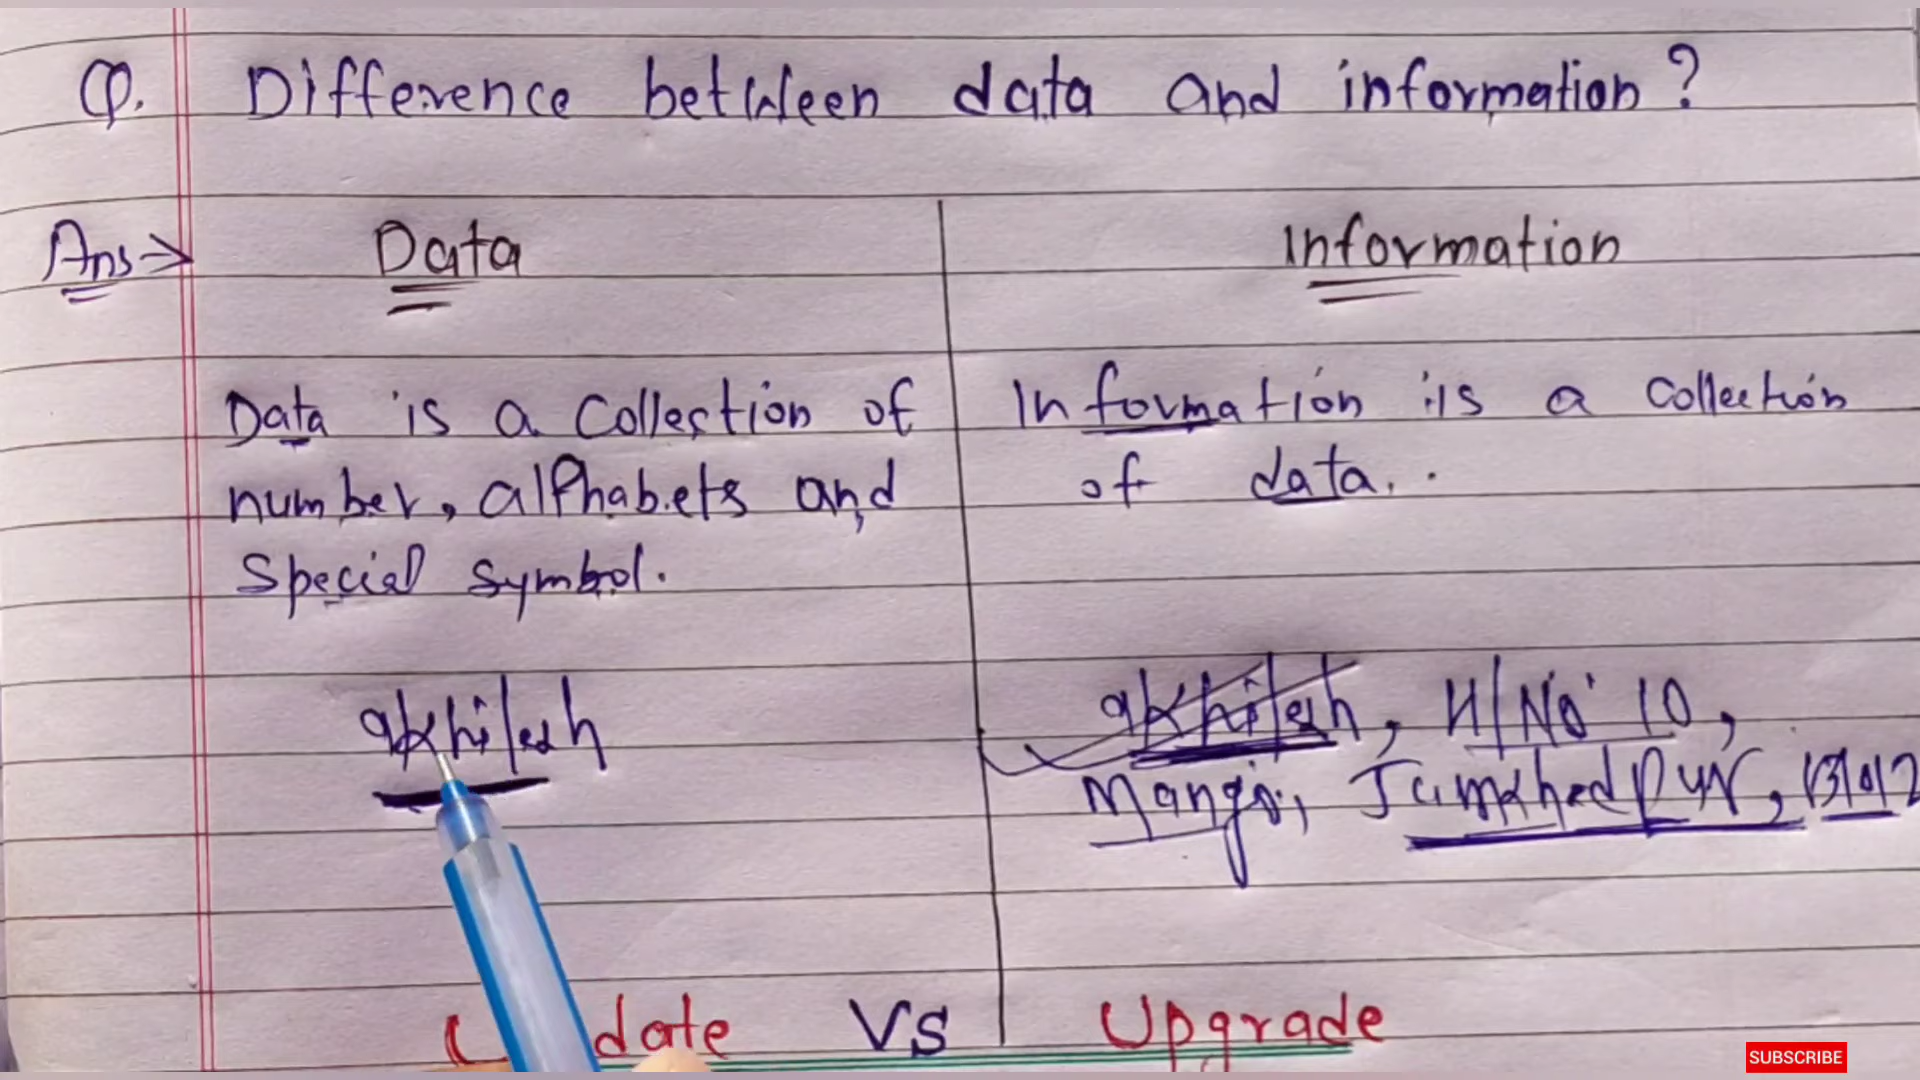 Q. Difference between data and information?
Ans→ Data Information
Data is a Collection of
number, alphabets and
Special Symbol.
Information is a Collection
of data.
akhilesh
akhilesh, H/No 10,
Mango, Jamshedpur,
date VS Upgrade
SUBSCRIBE